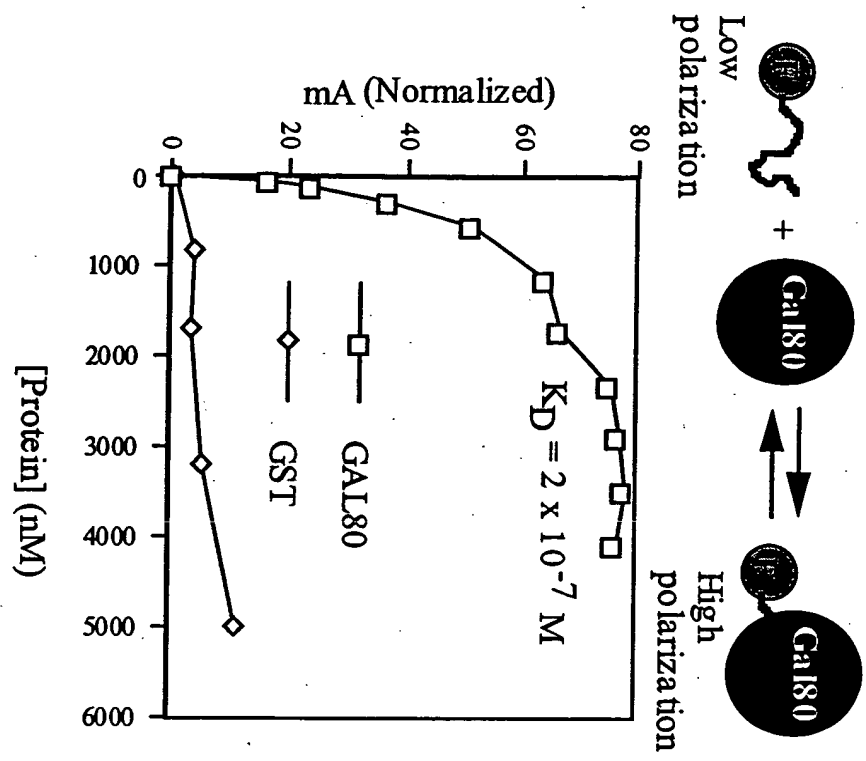 Low
polarization
+
Gal80
High
polarization
Gal80
mA (Normalized)
80
60
40
20
0
K_D = 2 x 10^-7 M
GAL80
GST
0
1000
2000
3000
4000
5000
6000
[Protein] (nM)